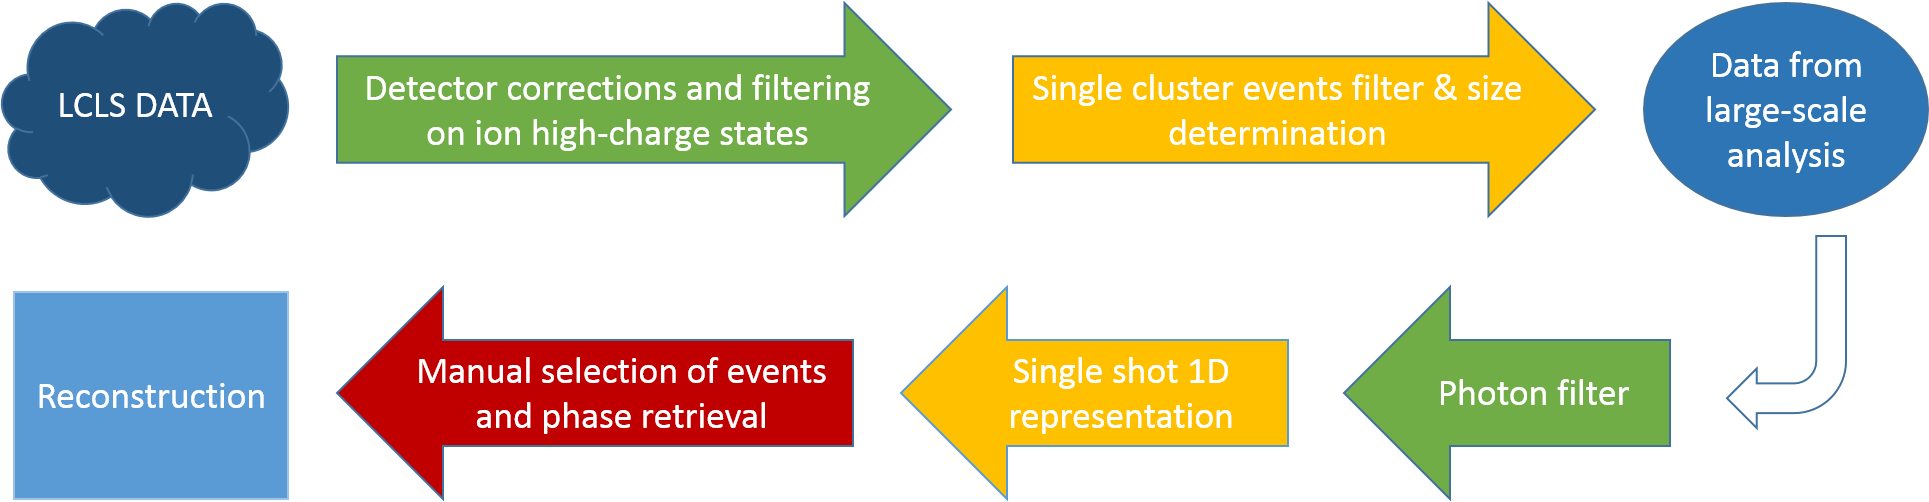 LCLS DATA
Detector corrections and filtering
on ion high-charge states
Single cluster events filter & size
determination
Data from
large-scale
analysis
Photon filter
Single shot 1D
representation
Manual selection of events
and phase retrieval
Reconstruction